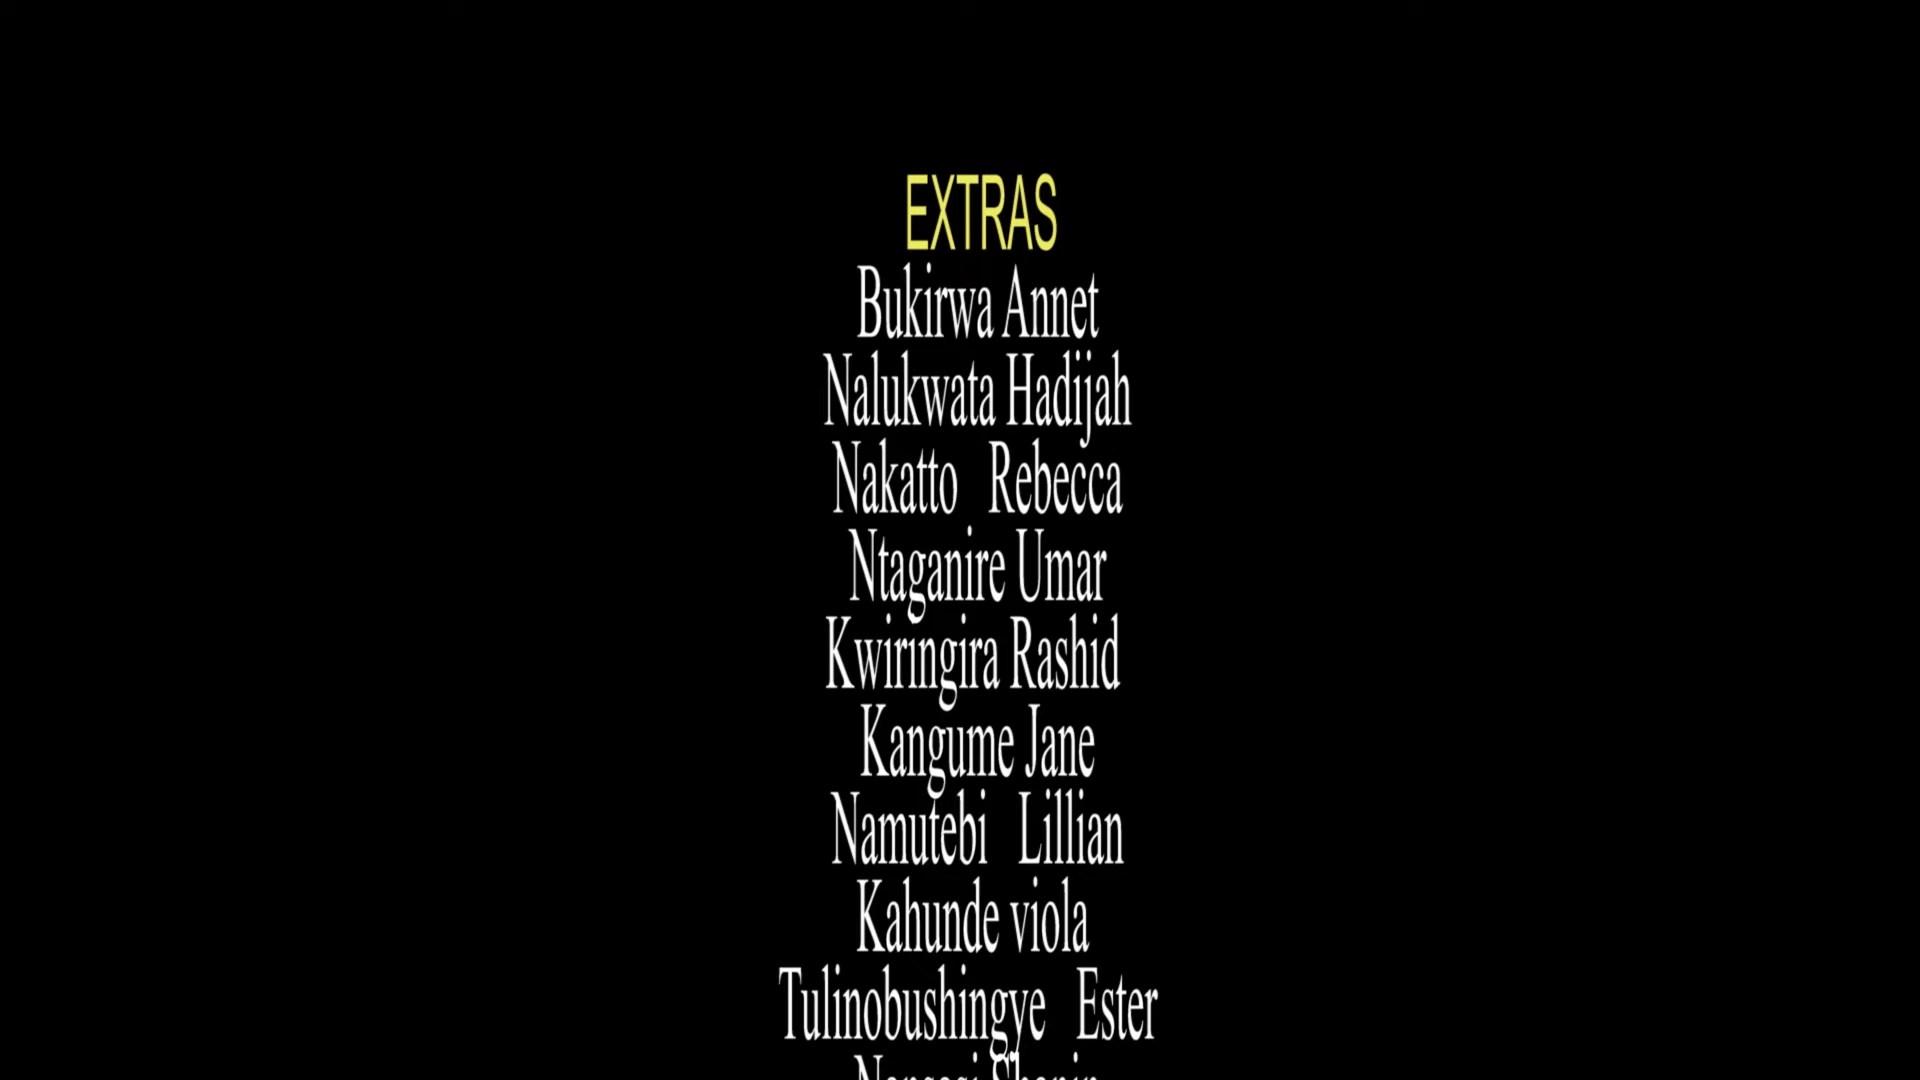 EXTRAS
Bukirwa Annet
Nalukwata Hadijah
Nakatto Rebecca
Ntaganire Umar
Kwiringira Rashid
Kangume Jane
Namutebi Lillian
Kahunde viola
Tulinobushingye Ester